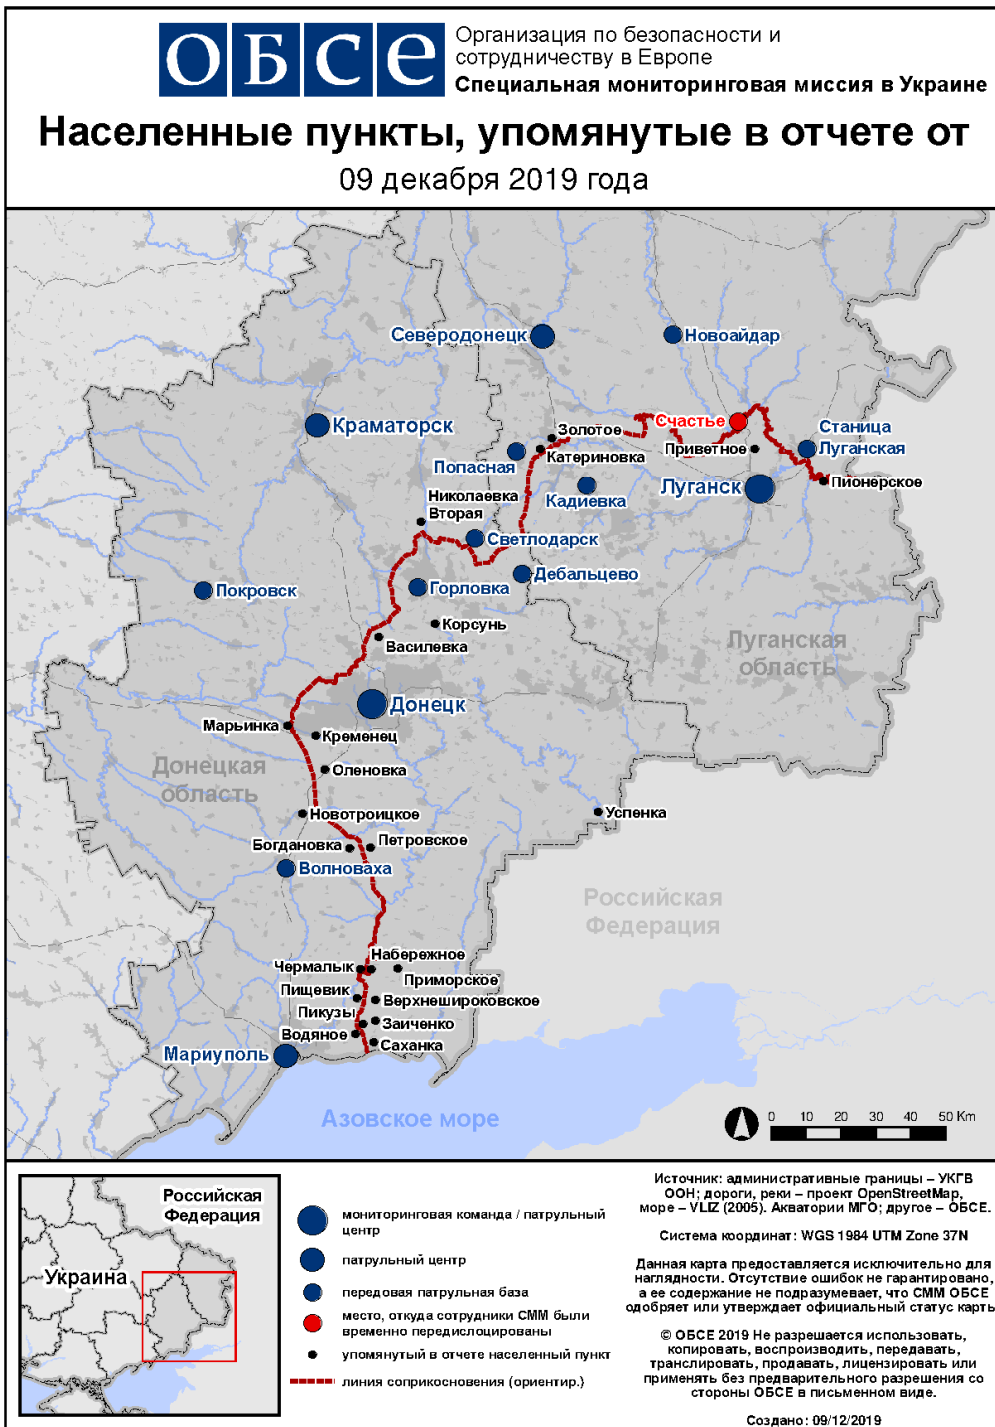 ОБСЕ
Организация по безопасности и
сотрудничеству в Европе
Специальная мониторинговая миссия в Украине
Населенные пункты, упомянутые в отчете от
09 декабря 2019 года
Северодонецк
Новоайдар
Краматорск
Счастье
Золотое
Станица
Луганская
Попасная
Катериновка
Приветное
Кадиевка
Луганск
Пионерское
Николаевка
Вторая
Светлодарск
Дебальцево
Покровск
Горловка
Корсунь
Василевка
Луганская
область
Донецк
Марьинка
Кременец
Донецкая
область
Оленовка
Новотроицкое
Успенка
Богдановка
Петровское
Волноваха
Российская
Федерация
Набережное
Чермалык
Приморское
Пищевик
Верхнешироковское
Пикузы
Заиченко
Водяное
Саханка
Мариуполь
Азовское море
0 10 20 30 40 50 Km
Российская
Федерация
Украина
мониторинговая команда / патрульный
центр
патрульный центр
передовая патрульная база
место, откуда сотрудники СММ были
временно передислоцированы
упомянутый в отчете населенный пункт
линия соприкосновения (ориентир.)
Источник: административные границы – УКГВ
ООН; дороги, реки – проект OpenStreetMap,
море – VLIZ (2005). Акватории МГО; другое – ОБСЕ.
Система координат: WGS 1984 UTM Zone 37N
Данная карта предоставляется исключительно для
наглядности. Отсутствие ошибок не гарантировано,
а ее содержание не подразумевает, что СММ ОБСЕ
одобряет или утверждает официальный статус карты
© ОБСЕ 2019 Не разрешается использовать,
копировать, воспроизводить, передавать,
транслировать, продавать, лицензировать или
применять без предварительного разрешения со
стороны ОБСЕ в письменном виде.
Создано: 09/12/2019